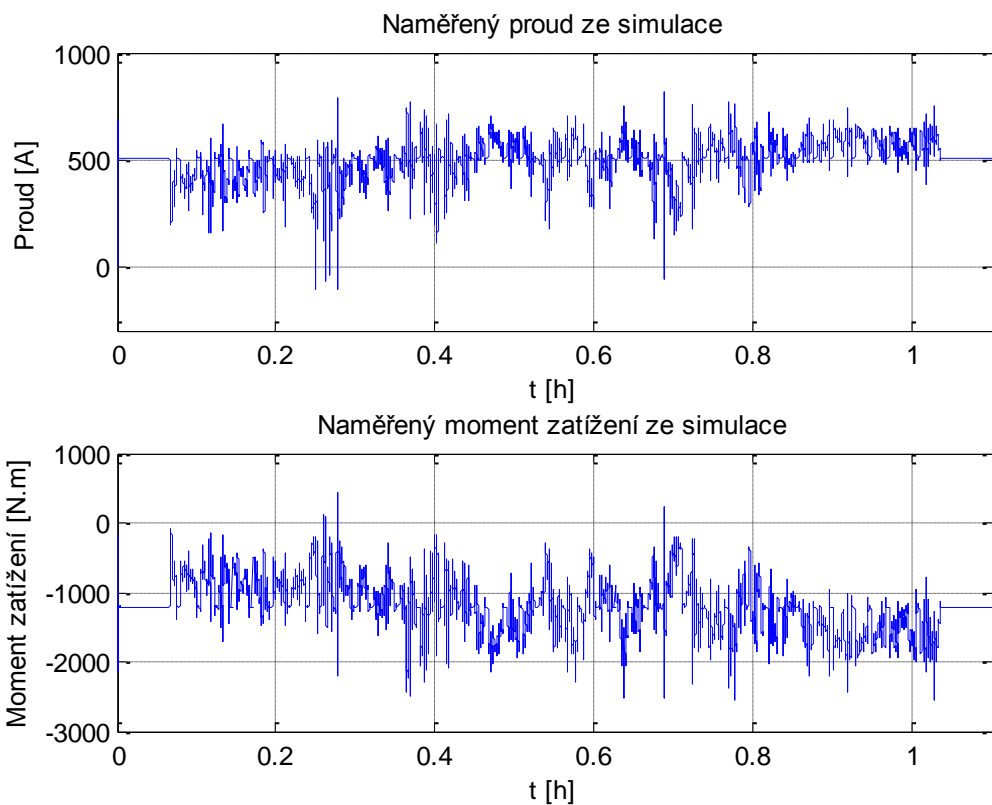 Naměřený proud ze simulace
1000
500
0
Proud [A]
0 0.2 0.4 0.6 0.8 1
t [h]
Naměřený moment zatížení ze simulace
1000
0
-1000
-2000
-3000
Moment zatížení [N.m]
0 0.2 0.4 0.6 0.8 1
t [h]